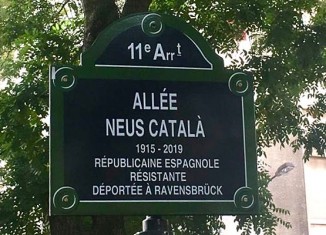 11e Arrt
ALLÉE
NEUS CATALÀ
1915 - 2019
RÉPUBLICAINE ESPAGNOLE
RÉSISTANTE
DÉPORTÉE À RAVENSBRÜCK